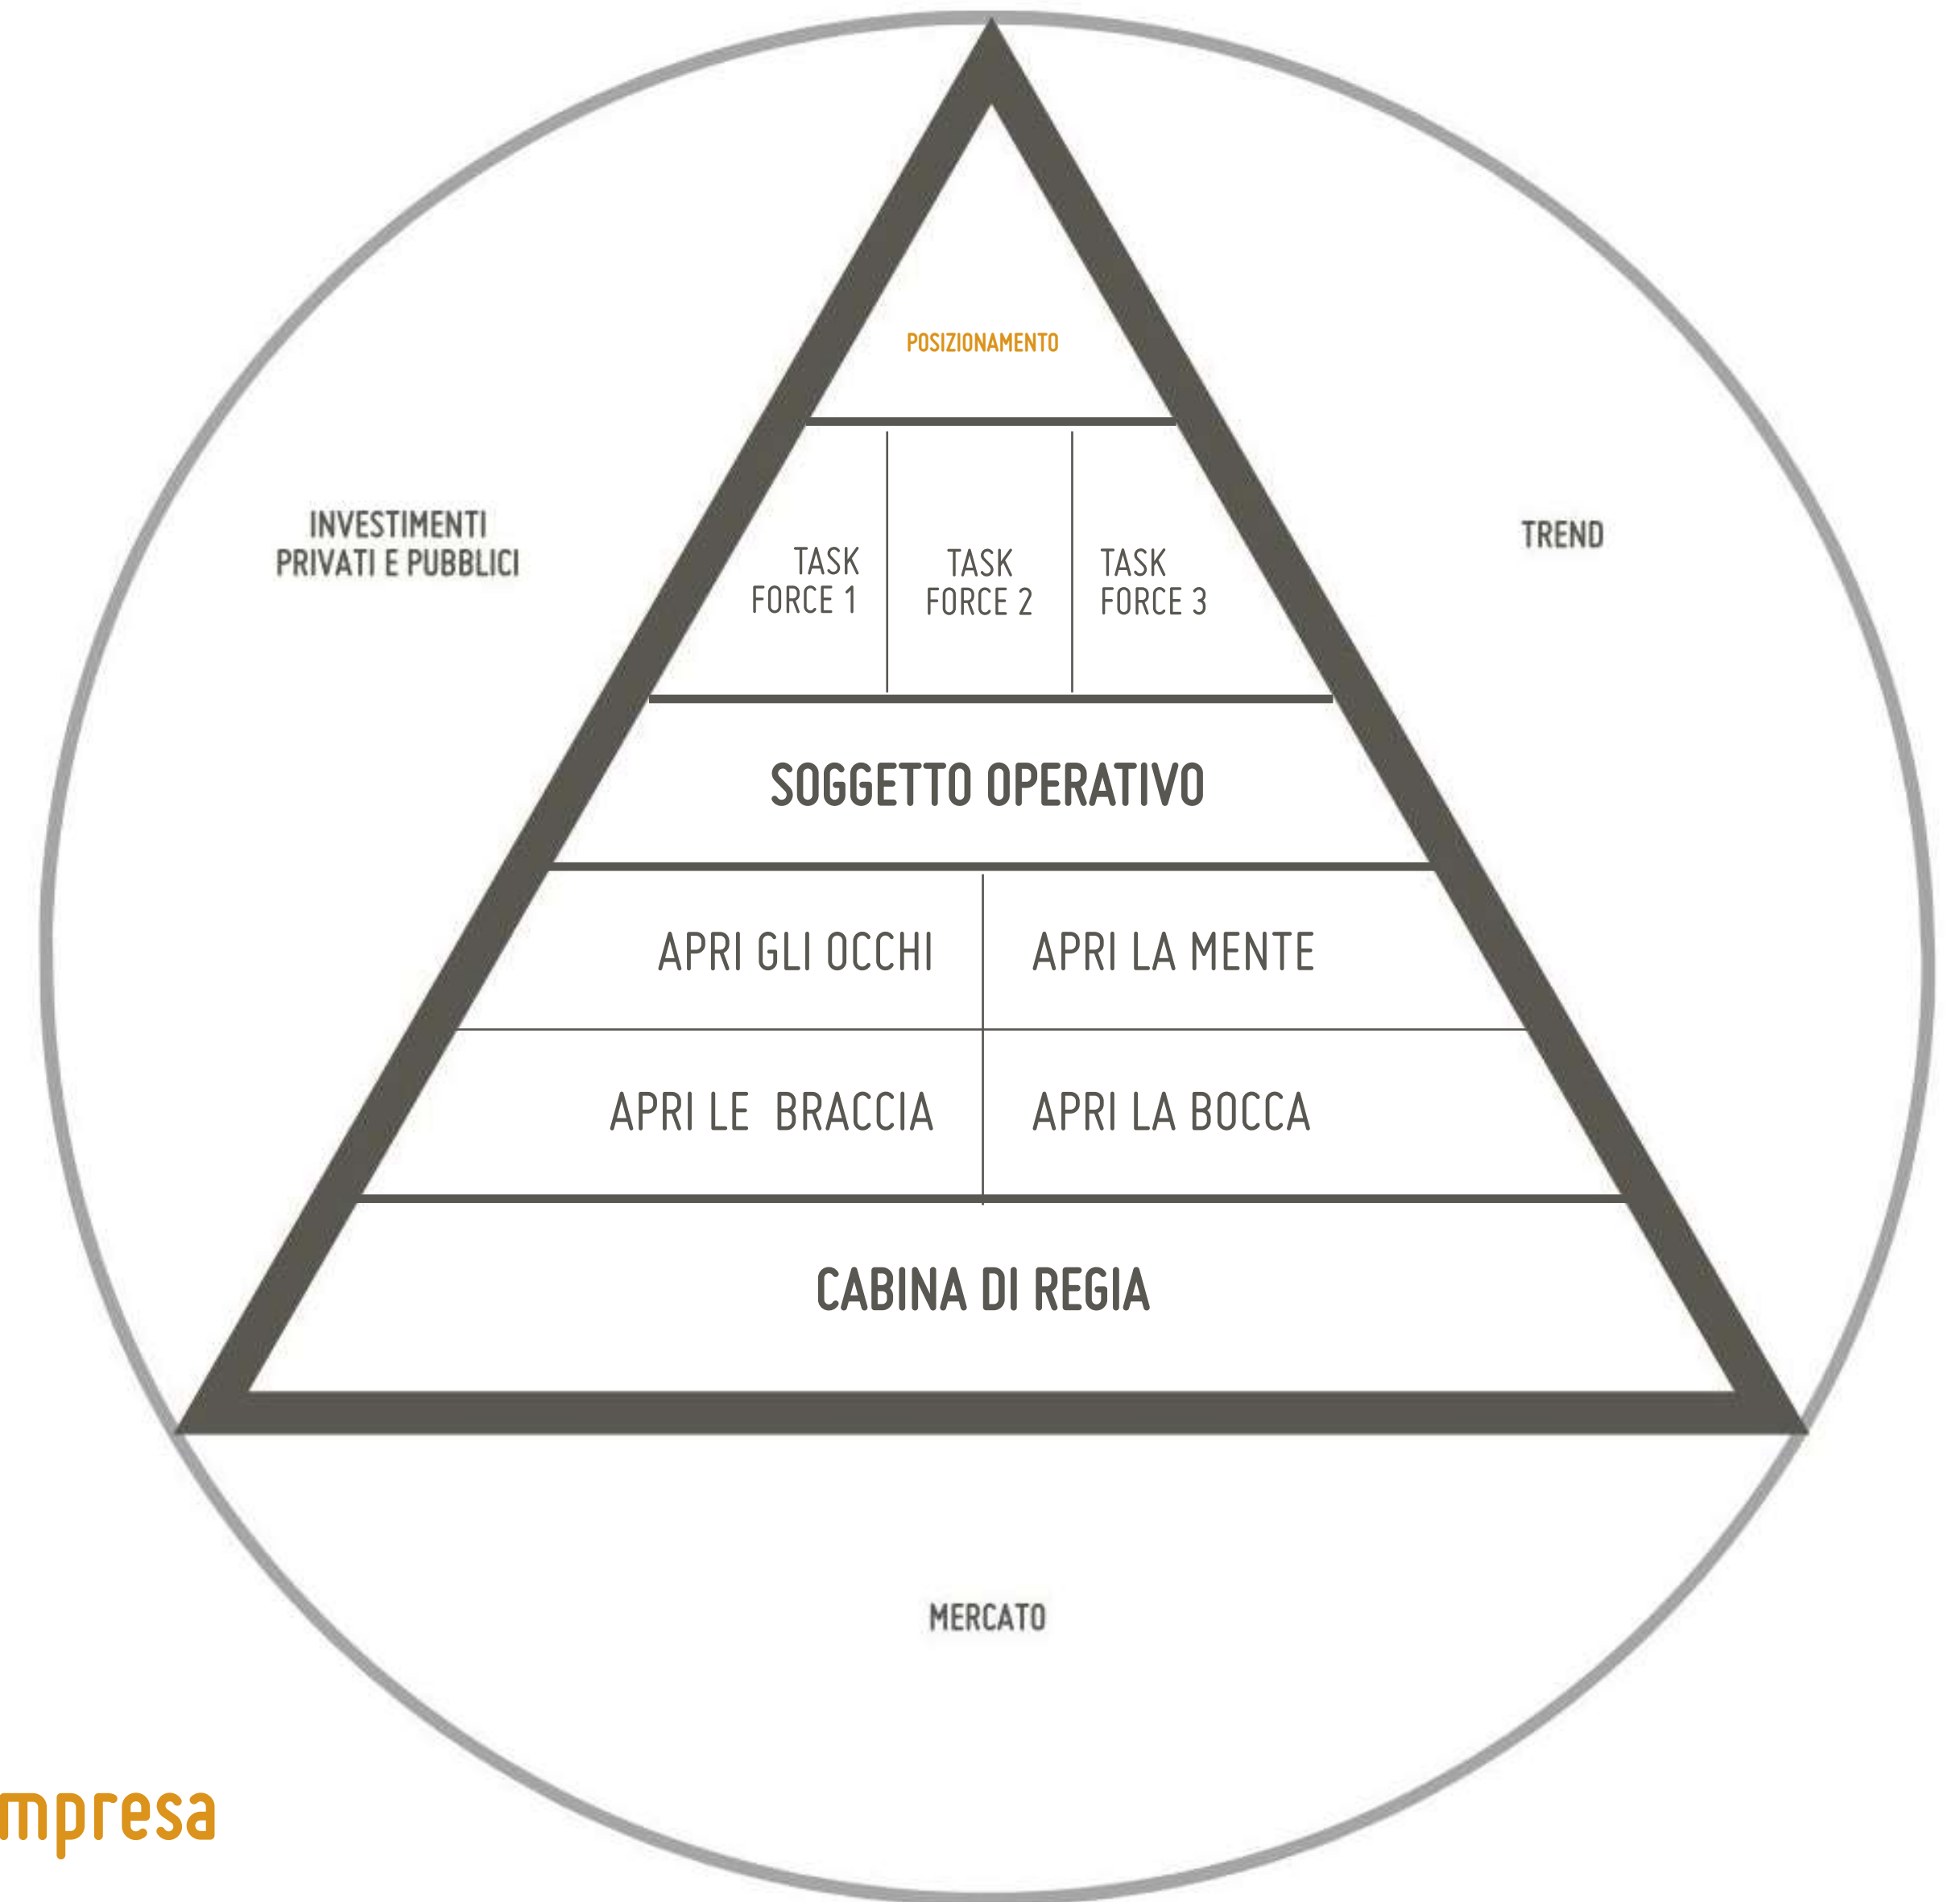 POSIZIONAMENTO
INVESTIMENTI
PRIVATI E PUBBLICI
TREND
TASK
FORCE 1
TASK
FORCE 2
TASK
FORCE 3
SOGGETTO OPERATIVO
APRI GLI OCCHI
APRI LA MENTE
APRI LE BRACCIA
APRI LA BOCCA
CABINA DI REGIA
MERCATO
mpresa